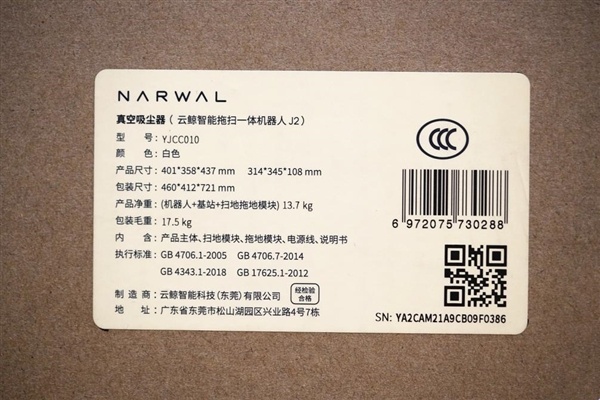 NARWAL
真空吸尘器（云鲸智能拖扫一体机器人 J2）
型 号：YJCC010
颜 色：白色
产品尺寸：401*358*437 mm 314*345*108 mm
包装尺寸：460*412*721 mm
产品净重：(机器人+基站+扫地拖地模块) 13.7 kg
包装毛重：17.5 kg
内 含：产品主体、扫地模块、拖地模块、电源线、说明书
执行标准：GB 4706.1-2005 GB 4706.7-2014
GB 4343.1-2018 GB 17625.1-2012
制 造 商：云鲸智能科技(东莞)有限公司
经检验
合格
地 址：广东省东莞市松山湖园区兴业路4号7栋
CCC
6 972075 730288
SN: YA2CAM21A9CB09F0386